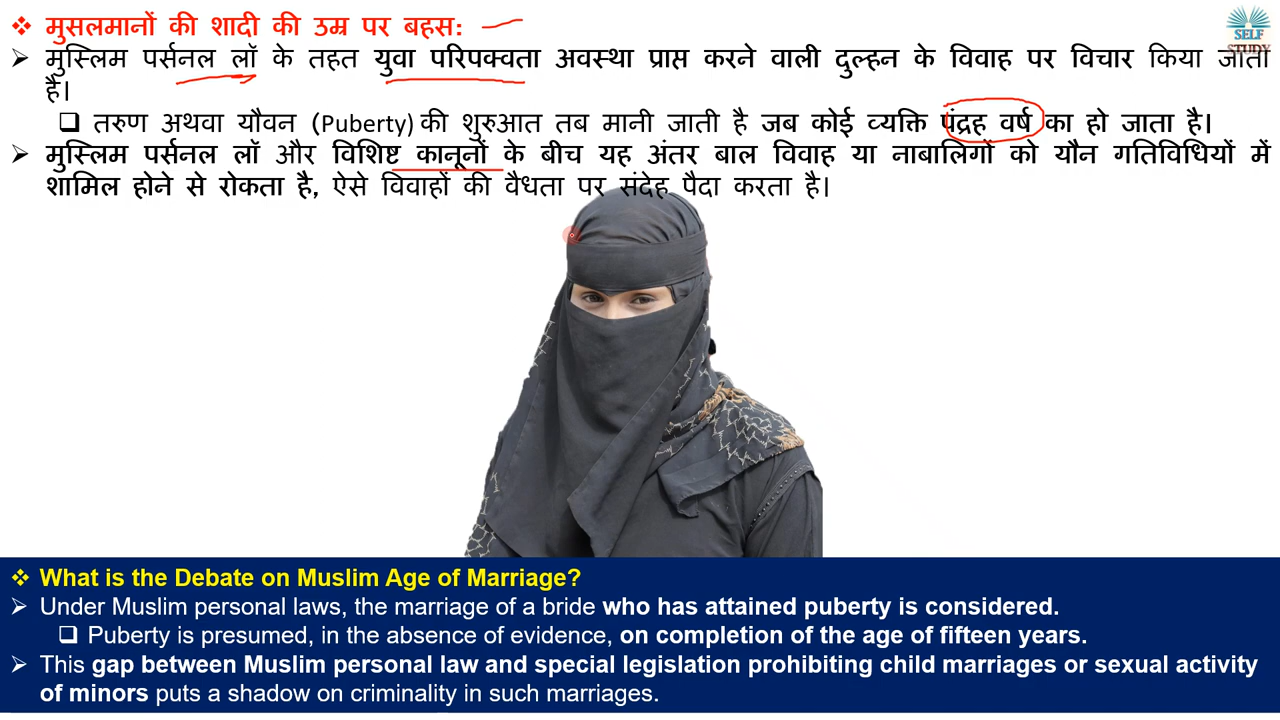 ❖ मुसलमानों की शादी की उम्र पर बहस:
SELF
STUDY
➢ मुस्लिम पर्सनल लॉ के तहत युवा परिपक्वता अवस्था प्राप्त करने वाली दुल्हन के विवाह पर विचार किया जाता
है।
❑ तरुण अथवा यौवन (Puberty) की शुरुआत तब मानी जाती है जब कोई व्यक्ति पंद्रह वर्ष का हो जाता है।
➢ मुस्लिम पर्सनल लॉ और विशिष्ट कानूनों के बीच यह अंतर बाल विवाह या नाबालिगों को यौन गतिविधियों में
शामिल होने से रोकता है, ऐसे विवाहों की वैधता पर संदेह पैदा करता है।
❖ What is the Debate on Muslim Age of Marriage?
➢ Under Muslim personal laws, the marriage of a bride who has attained puberty is considered.
❑ Puberty is presumed, in the absence of evidence, on completion of the age of fifteen years.
➢ This gap between Muslim personal law and special legislation prohibiting child marriages or sexual activity
of minors puts a shadow on criminality in such marriages.